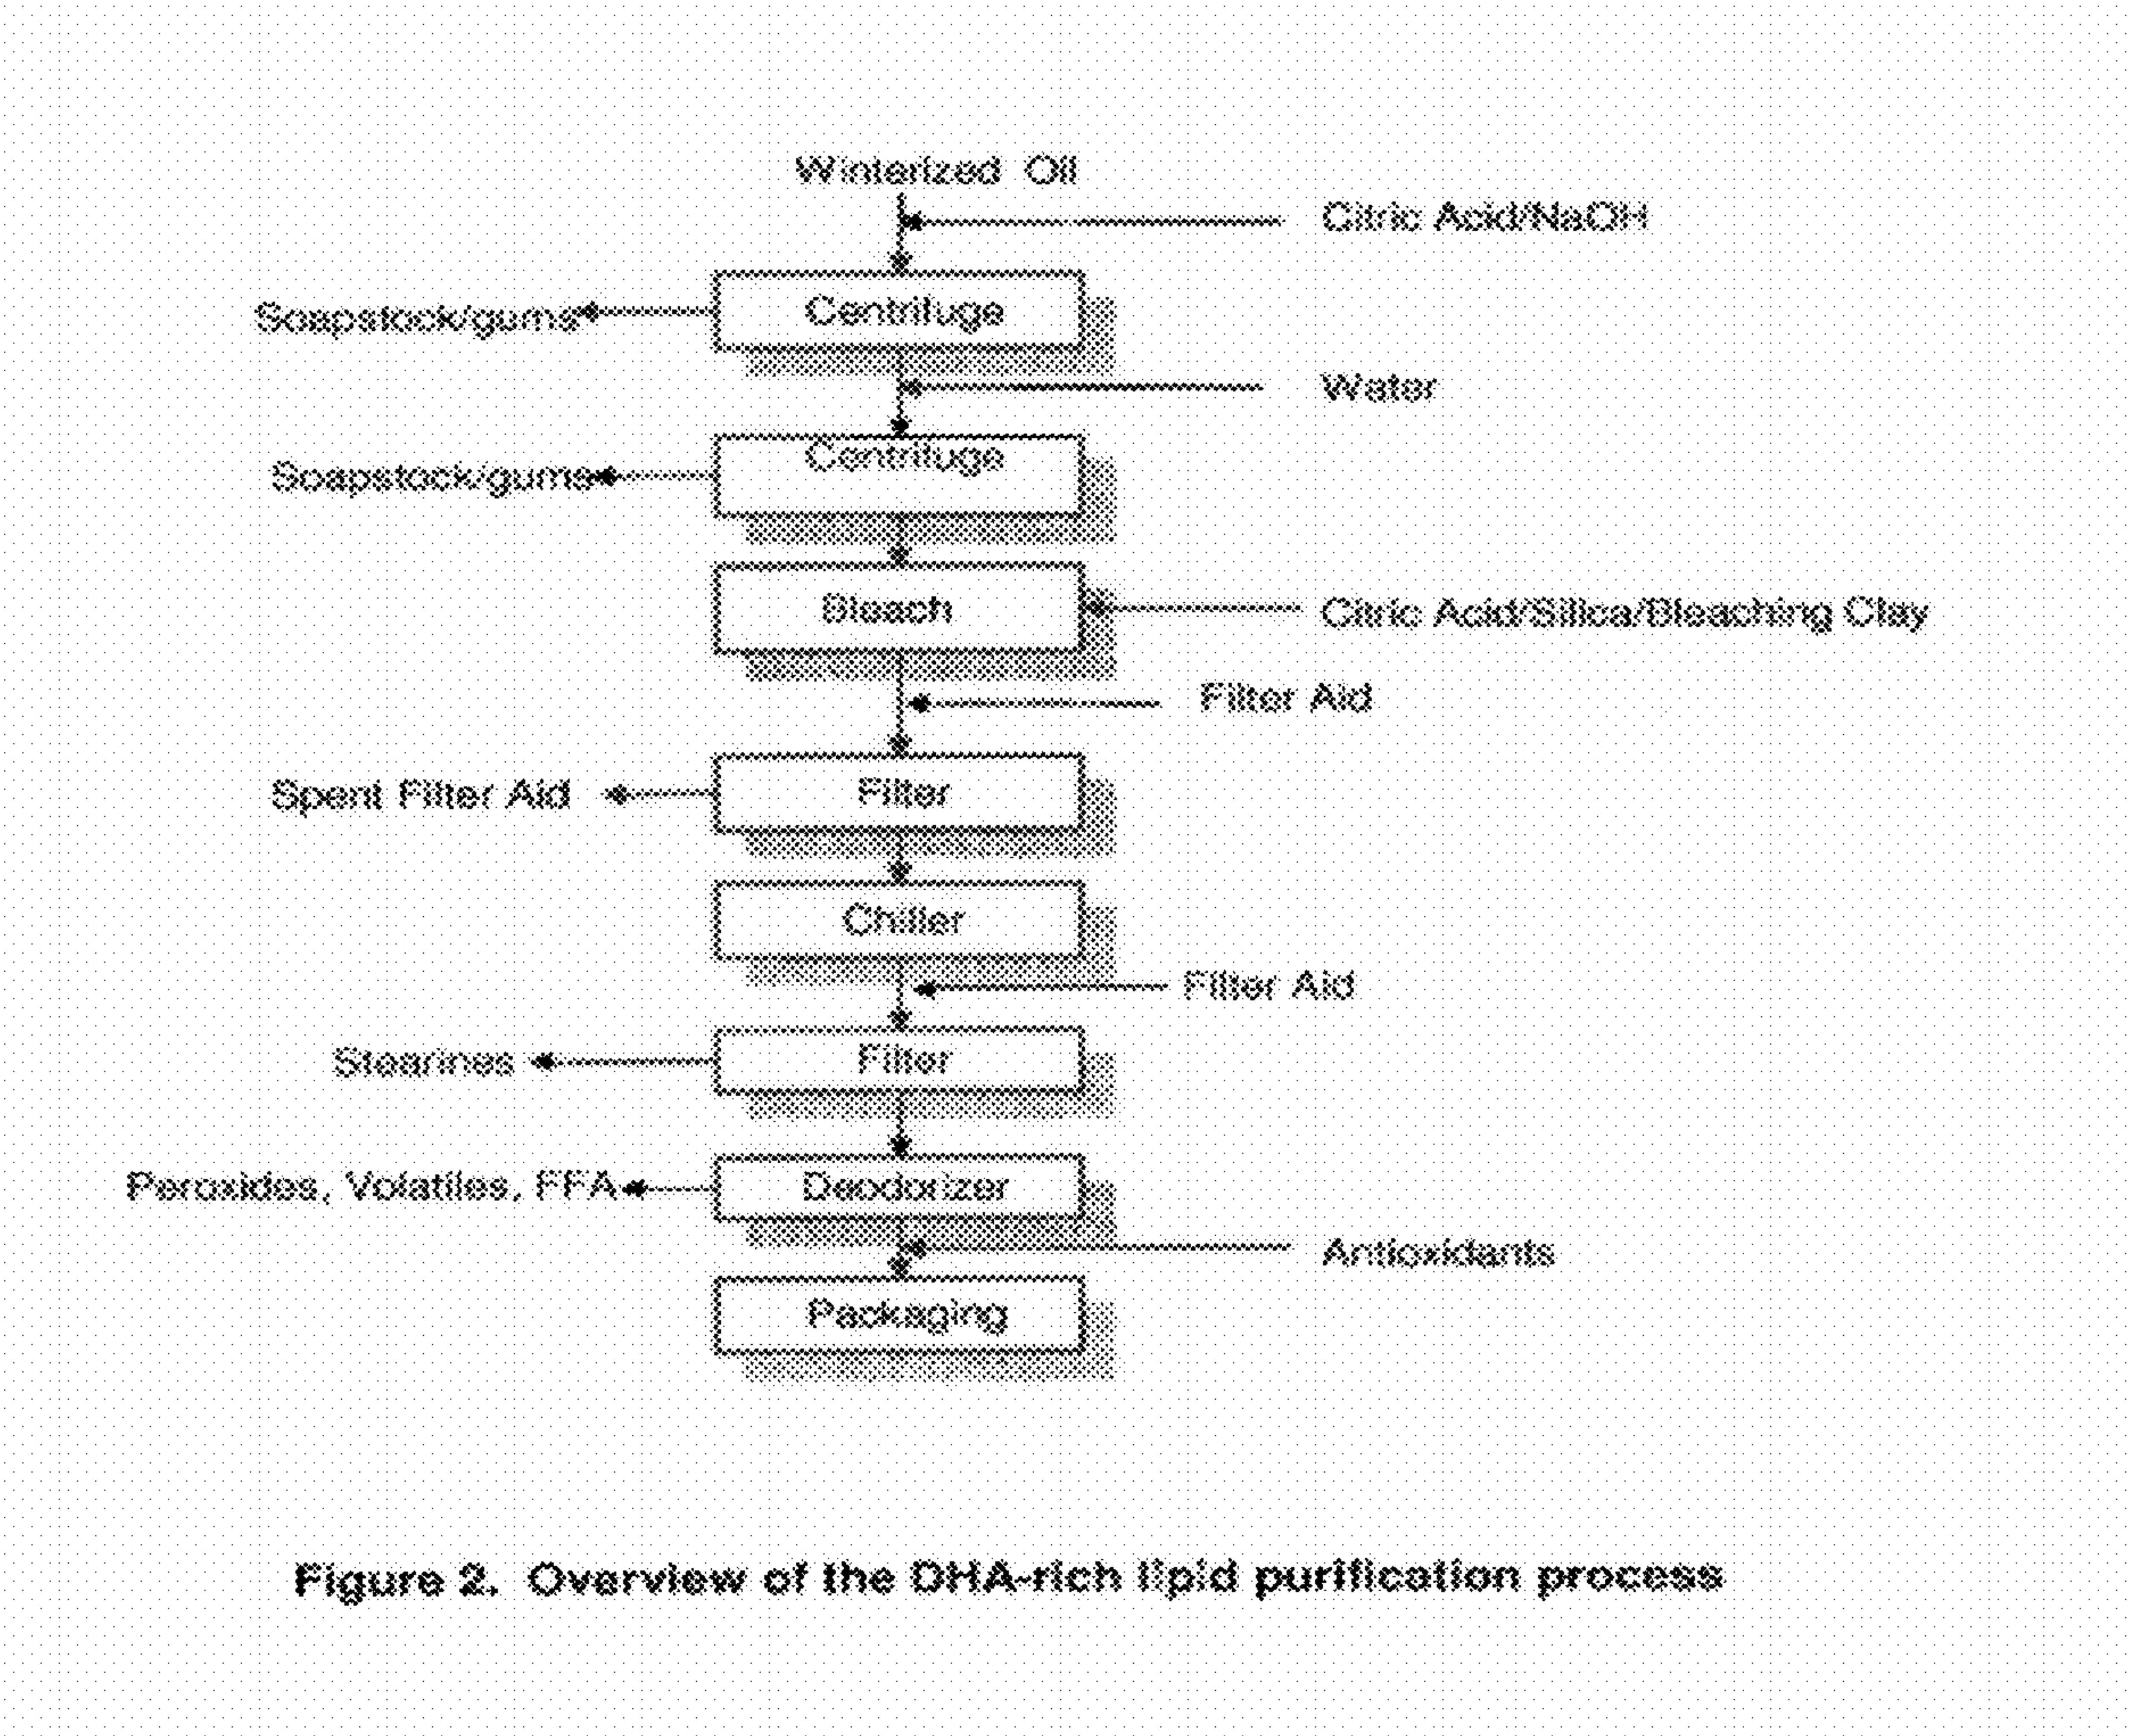 Winterized Oil
Citric Acid/NaOH
Centrifuge
Soapstock/gums
Water
Centrifuge
Soapstock/gums
Bleach
Citric Acid/Silica/Bleaching Clay
Filter Aid
Filter
Spent Filter Aid
Chiller
Filter Aid
Filter
Stearines
Deodorizer
Peroxides, Volatiles, FFA
Antioxidants
Packaging
Figure 2. Overview of the DHA-rich lipid purification process